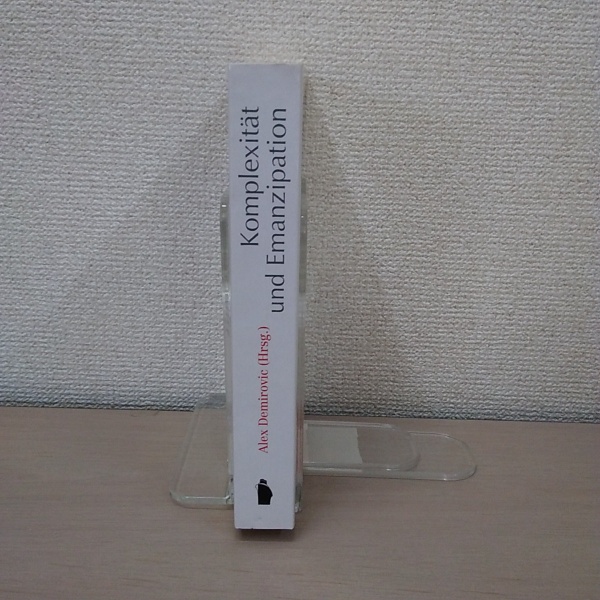 Komplexität
und Emanzipation
Alex Demirovic (Hrsg.)